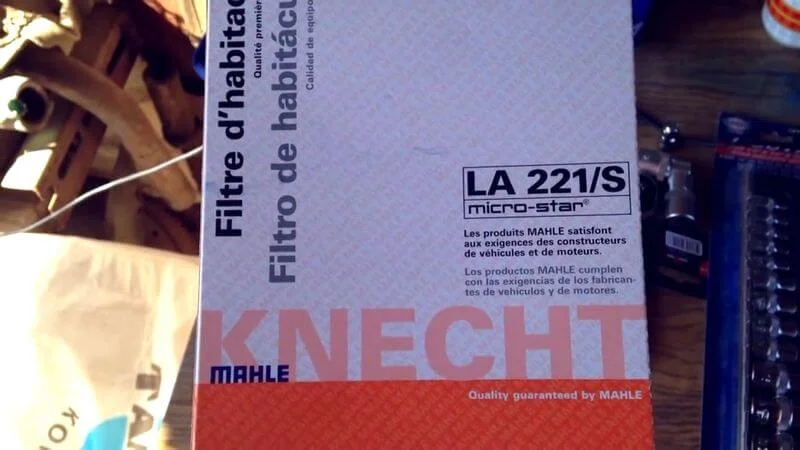 Filtre d'habitac
Qualité premièr
Filtro de habitácu
Calidad de equipo
LA 221/S
micro-star®
Les produits MAHLE satisfont
aux exigences des constructeurs
de véhicules et de moteurs.
Los productos MAHLE cumplen
con las exigencias de los fabrican-
tes de vehículos y de motores.
KNECHT
MAHLE
Quality guaranteed by MAHLE